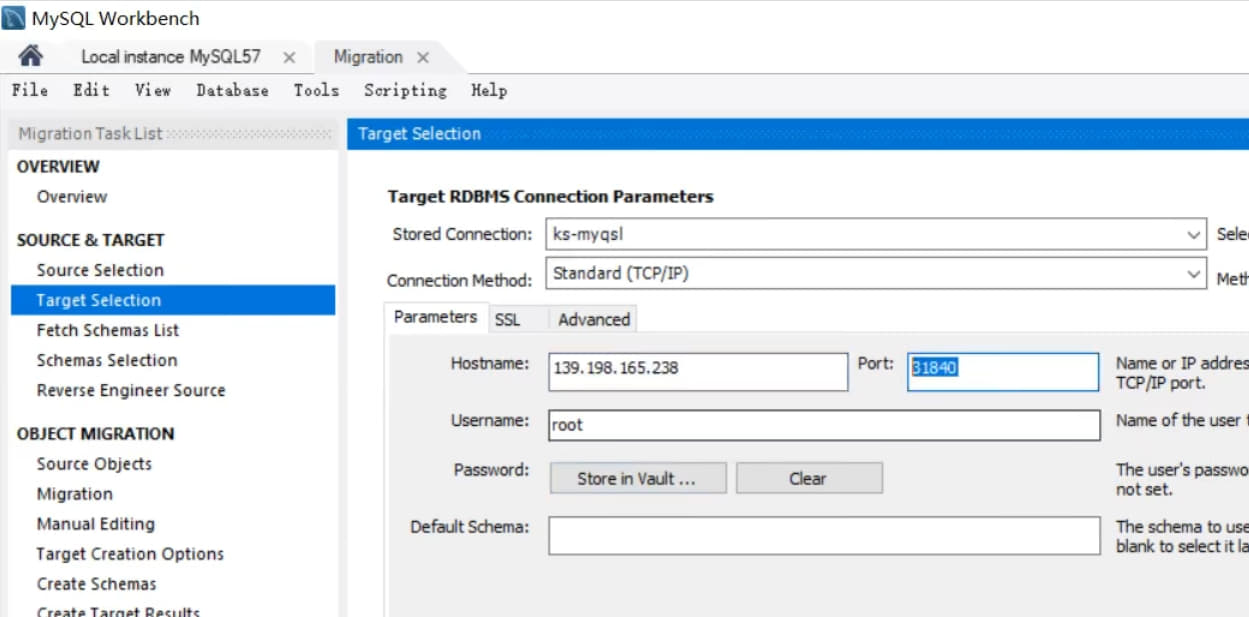 MySQL Workbench
Local instance MySQL57 Migration
File Edit View Database Tools Scripting Help
Migration Task List
OVERVIEW
Overview
SOURCE & TARGET
Source Selection
Target Selection
Fetch Schemas List
Schemas Selection
Reverse Engineer Source
OBJECT MIGRATION
Source Objects
Migration
Manual Editing
Target Creation Options
Create Schemas
Create Target Results
Target Selection
Target RDBMS Connection Parameters
Stored Connection: ks-myqsl
Connection Method: Standard (TCP/IP)
Parameters SSL Advanced
Hostname: 139.198.165.238 Port: 31840 Name or IP
TCP/IP port.
Username: root Name of the user
Password: Store in Vault ... Clear The user's
not set.
Default Schema: The schema to use
blank to select it